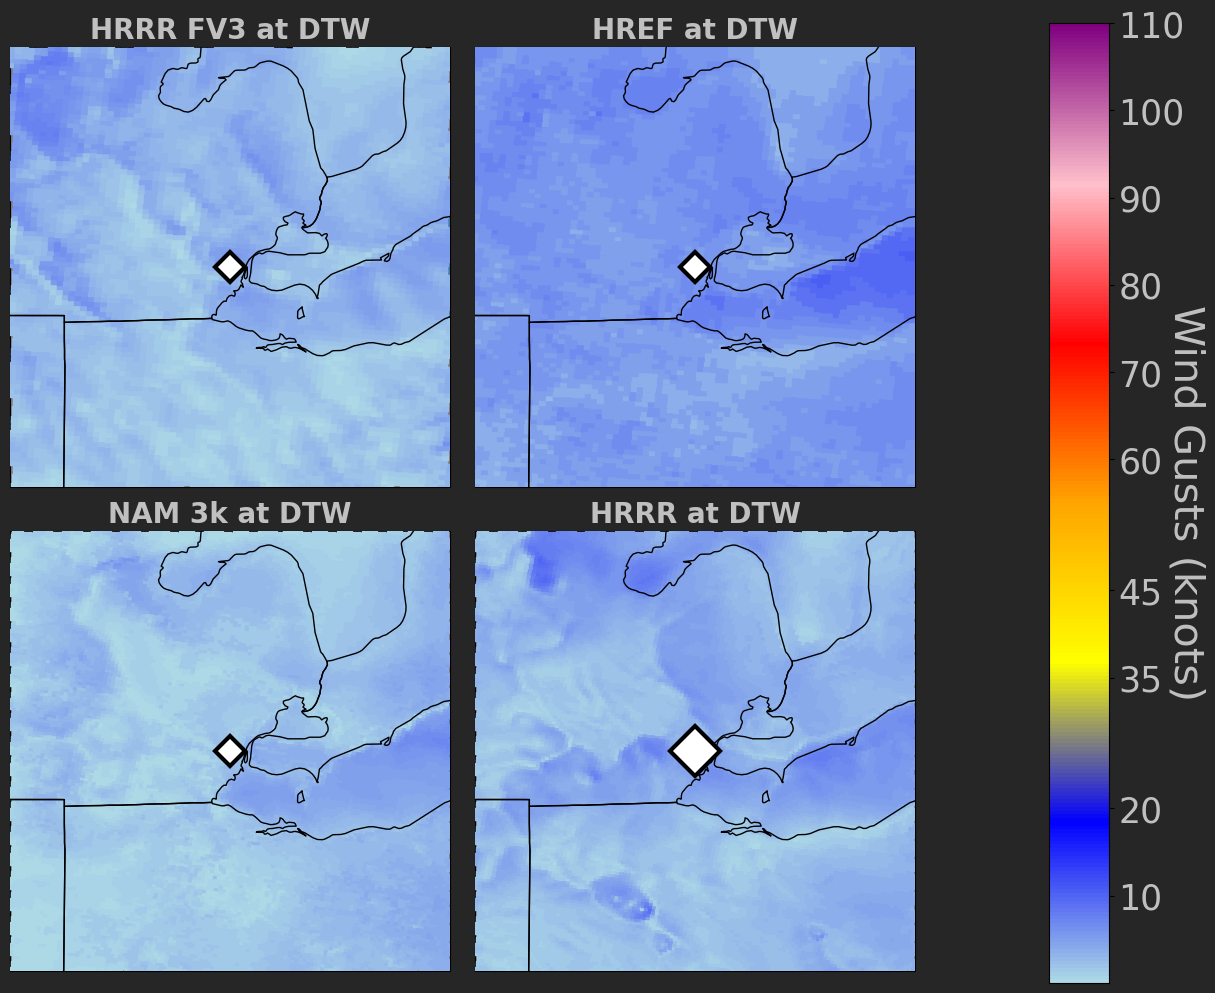 HRRR FV3 at DTW
HREF at DTW
NAM 3k at DTW
HRRR at DTW
110
100
90
80
70
60
45
35
20
10
Wind Gusts (knots)